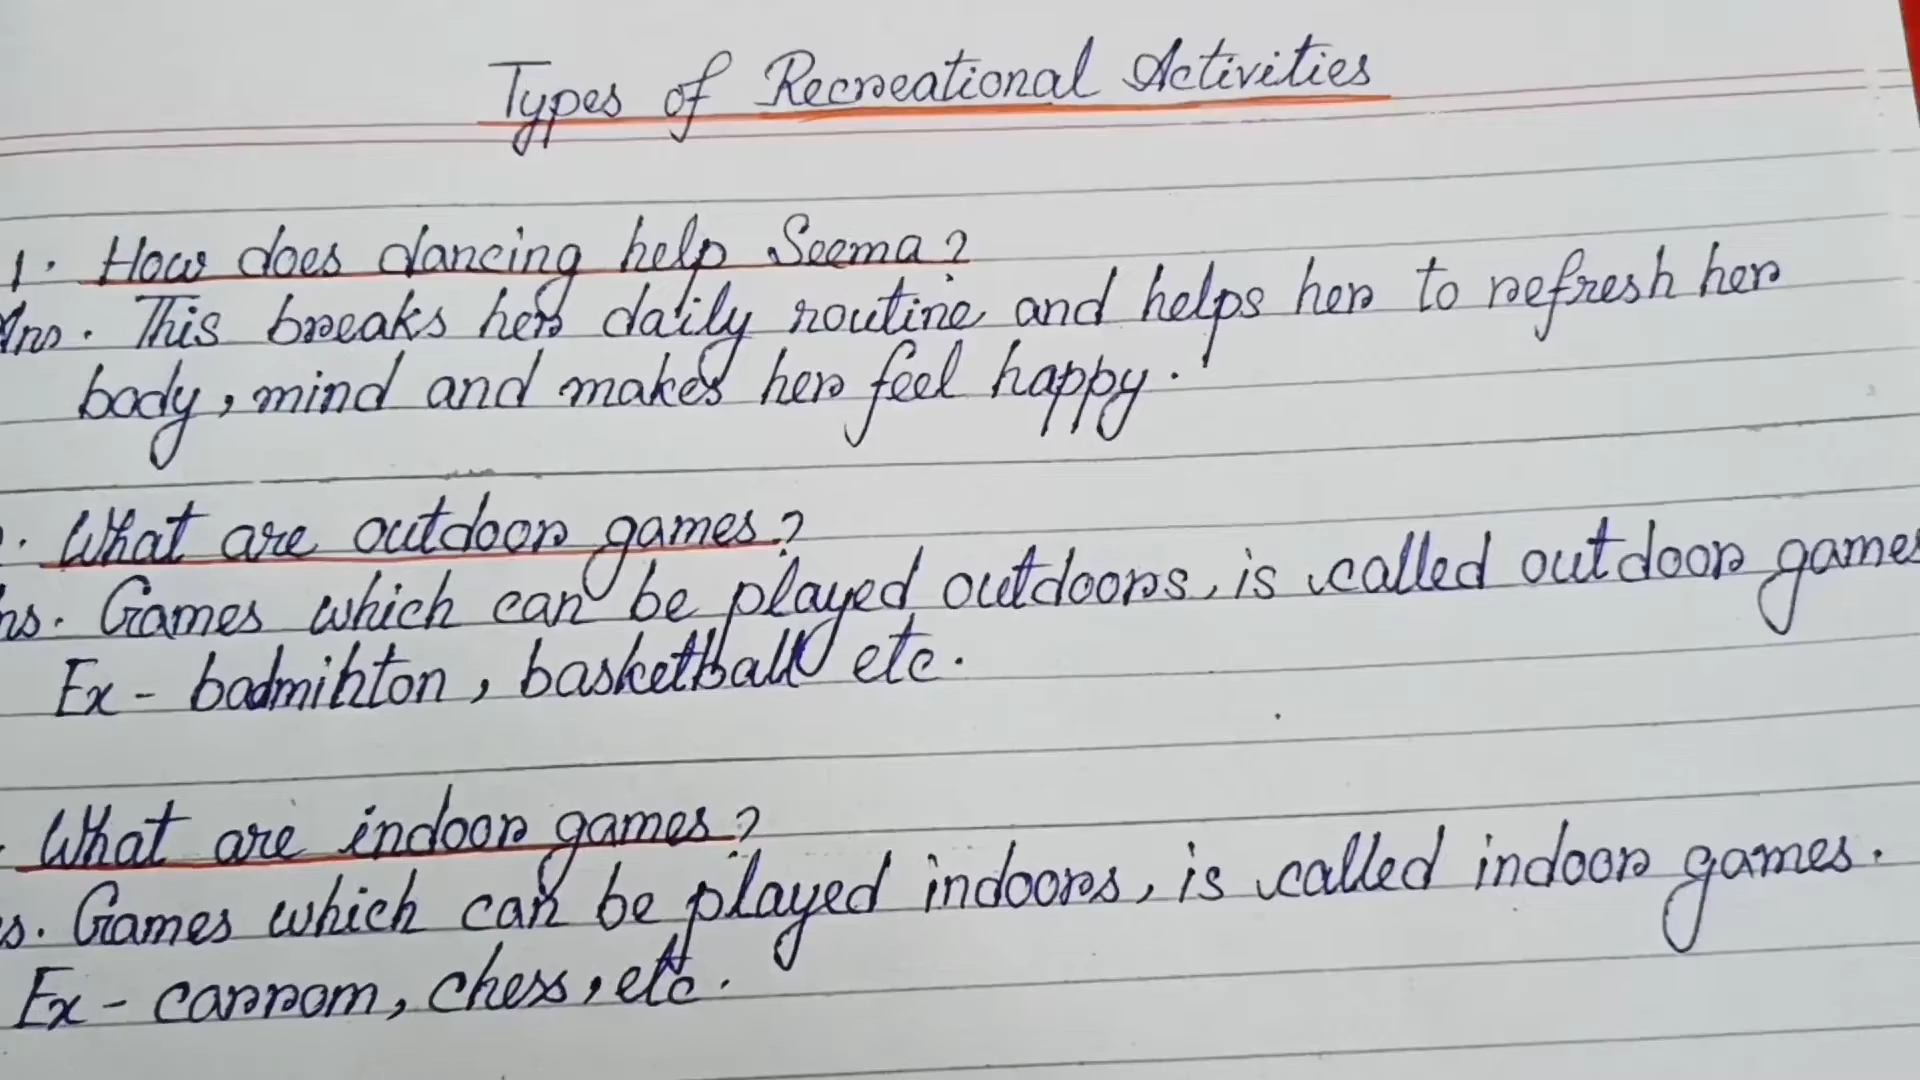 Types of Recreational Activities
1. How does dancing help Seema?
Ans. This breaks her daily routine and helps her to refresh her
body, mind and makes her feel happy.
. What are outdoor games?
ns. Games which can be played outdoors, is called outdoor games
Ex - badminton, basketball etc.
. What are indoor games?
s. Games which can be played indoors, is called indoor games.
Ex - carrom, chess, etc.